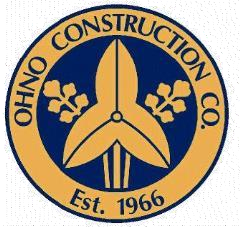 OHNO CONSTRUCTION CO.
Est. 1966